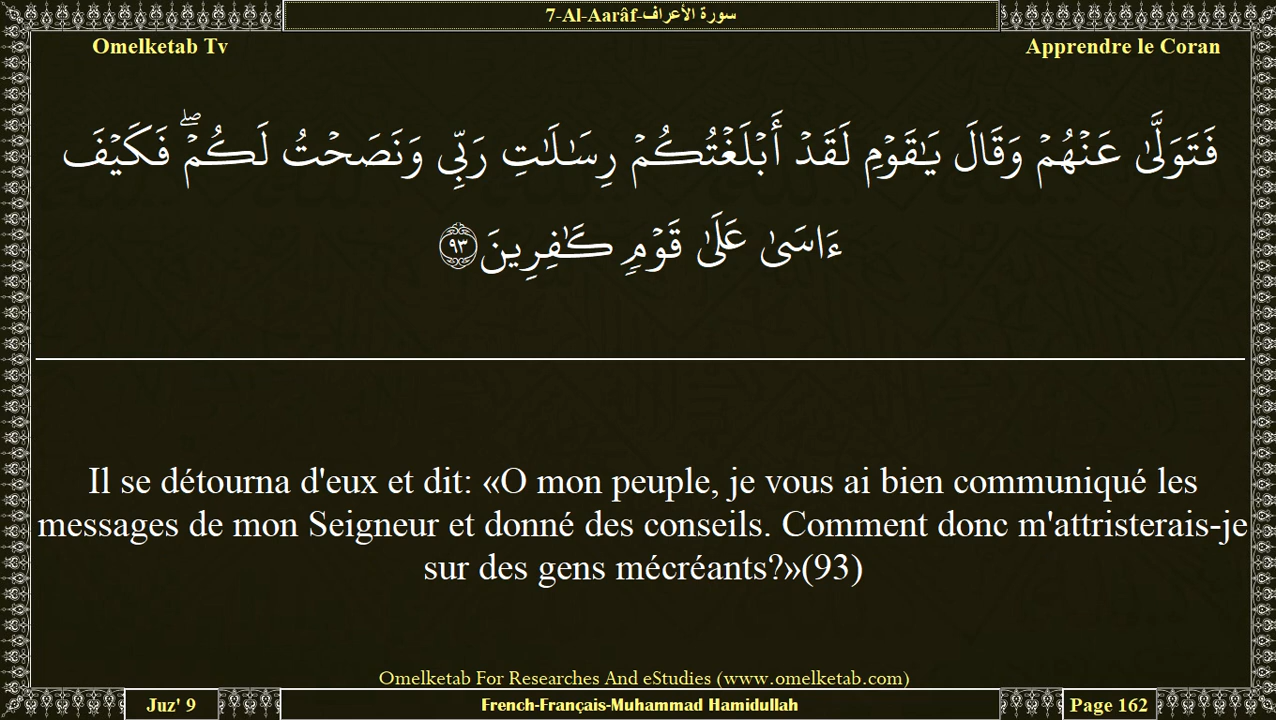 7-Al-Aarâf-سورة الأعراف
Omelketab Tv
Apprendre le Coran
فَتَوَلَّىٰ عَنۡهُمۡ وَقَالَ يَـٰقَوۡمِ لَقَدۡ أَبۡلَغۡتُكُمۡ رِسَـٰلَـٰتِ رَبِّى وَنَصَحۡتُ لَكُمۡ‌ۖ فَكَيۡفَ
ءَاسَىٰ عَلَىٰ قَوۡمٍ۬ كَـٰفِرِينَ ٩٣
Il se détourna d'eux et dit: «O mon peuple, je vous ai bien communiqué les
messages de mon Seigneur et donné des conseils. Comment donc m'attristerais-je
sur des gens mécréants?»(93)
Omelketab For Researches And eStudies (www.omelketab.com)
Juz' 9
French-Français-Muhammad Hamidullah
Page 162